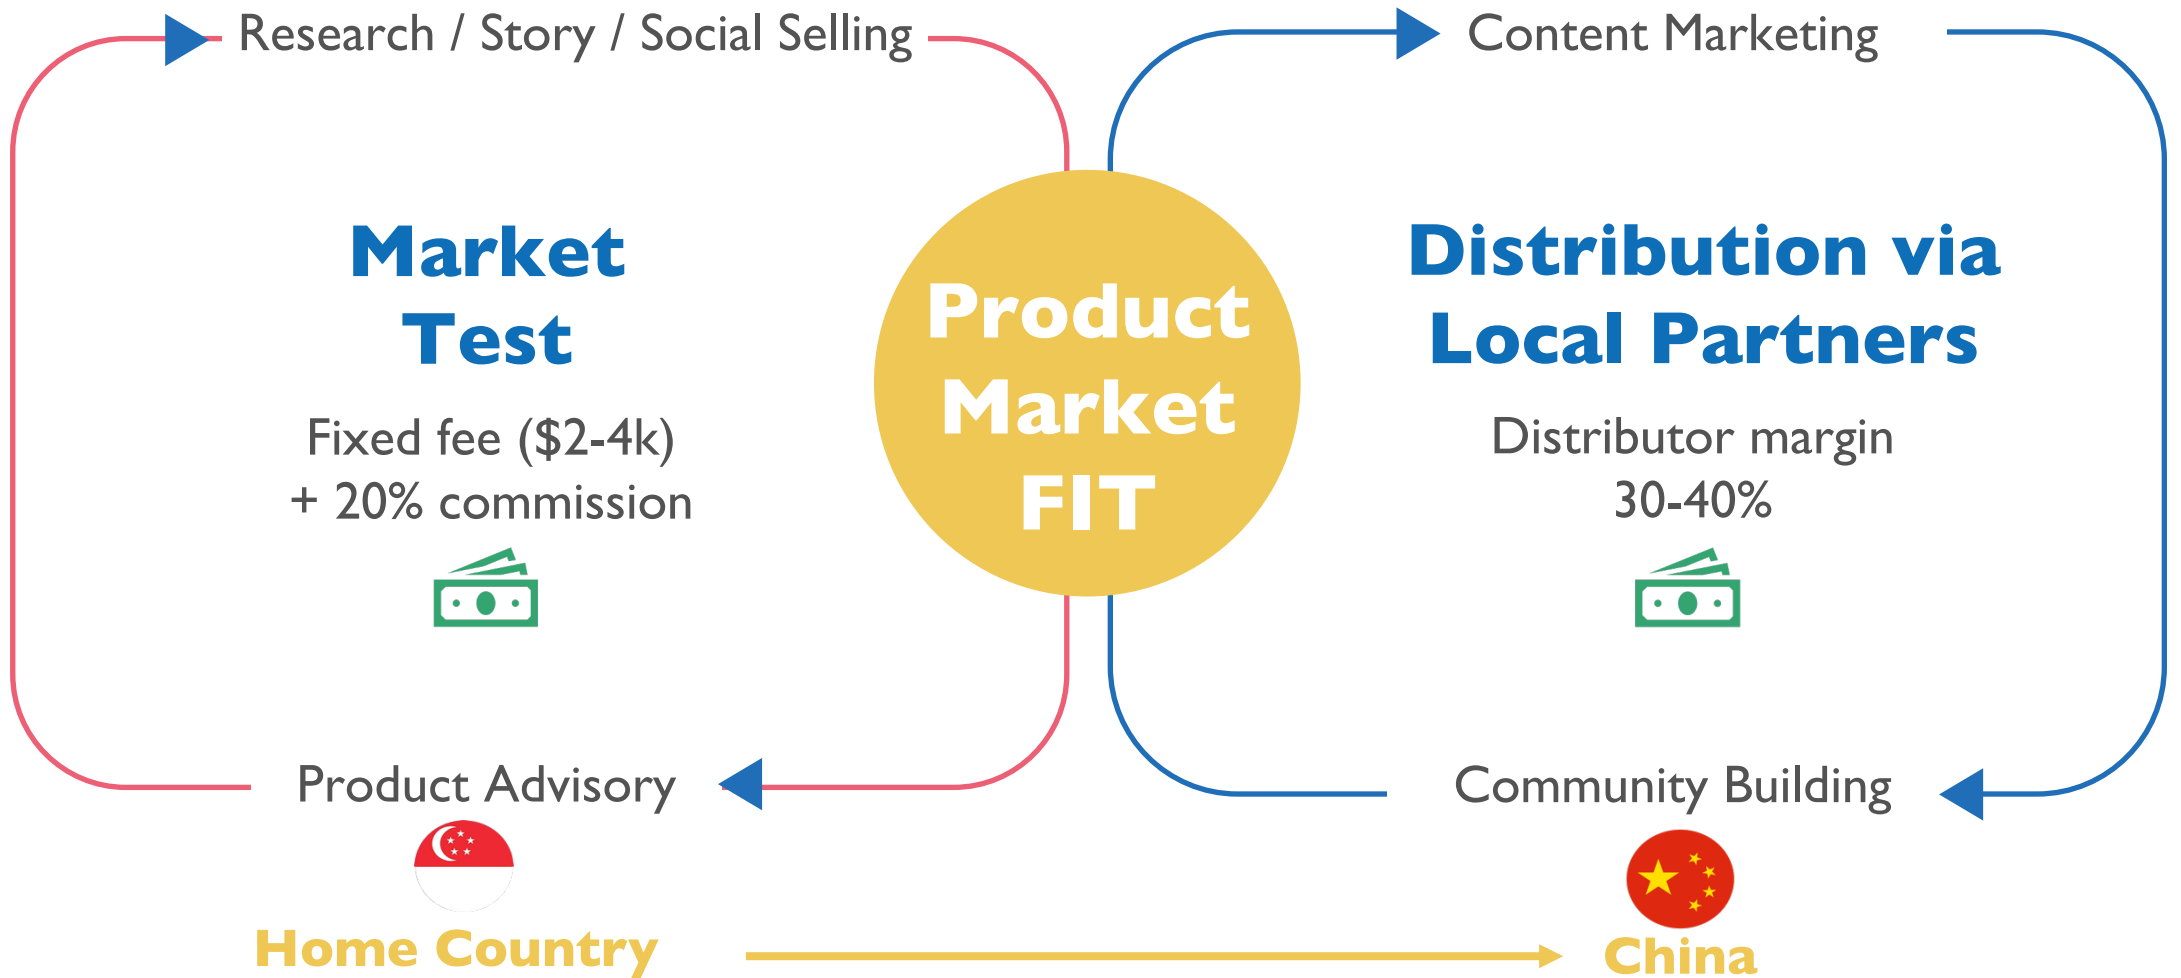 Research / Story / Social Selling
Content Marketing
Market
Test
Fixed fee ($2-4k)
+ 20% commission
Product
Market
FIT
Distribution via
Local Partners
Distributor margin
30-40%
Product Advisory
Community Building
Home Country
China